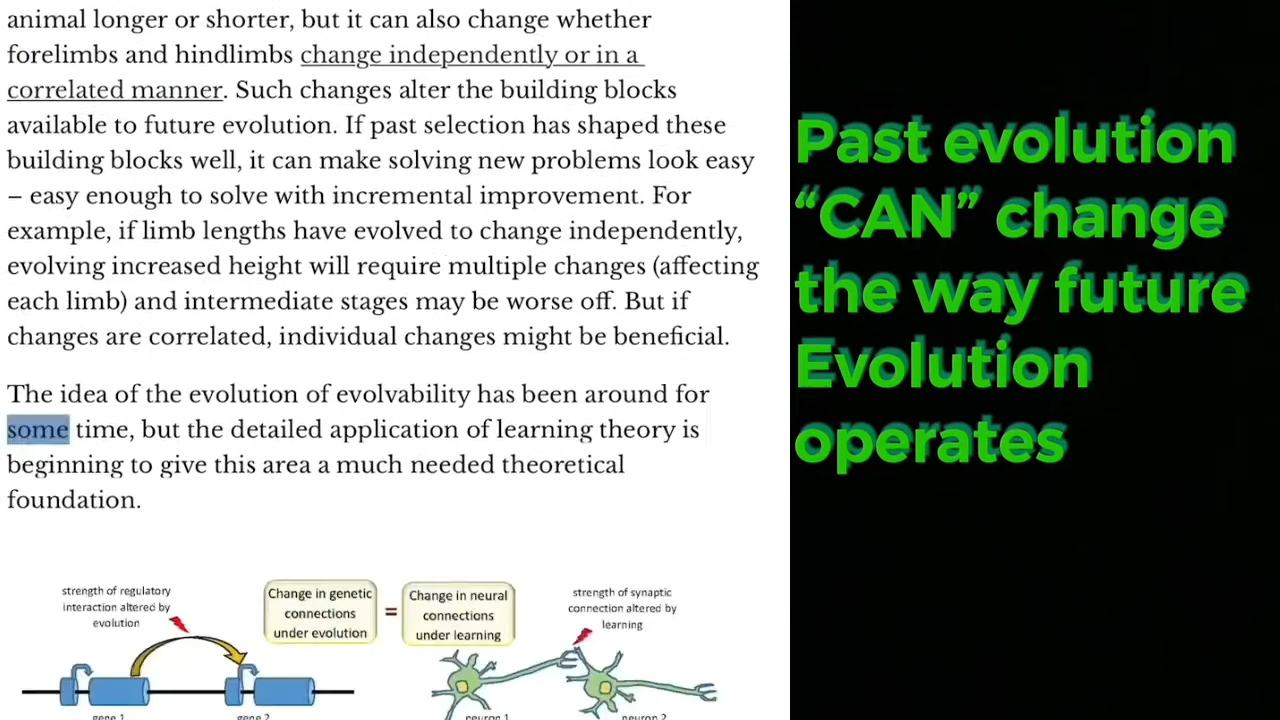 animal longer or shorter, but it can also change whether
forelimbs and hindlimbs change independently or in a
correlated manner. Such changes alter the building blocks
available to future evolution. If past selection has shaped these
building blocks well, it can make solving new problems look easy
– easy enough to solve with incremental improvement. For
example, if limb lengths have evolved to change independently,
evolving increased height will require multiple changes (affecting
each limb) and intermediate stages may be worse off. But if
changes are correlated, individual changes might be beneficial.
The idea of the evolution of evolvability has been around for
some time, but the detailed application of learning theory is
beginning to give this area a much needed theoretical
foundation.
strength of regulatory
interaction altered by
evolution
Change in genetic
connections
under evolution
=
Change in neural
connections
under learning
strength of synaptic
connection altered by
learning
gene 1
gene 2
neuron 1
neuron 2
Past evolution
“CAN” change
the way future
Evolution
operates